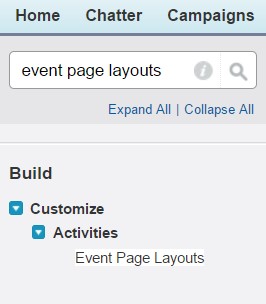 Home Chatter Campaigns
event page layouts
Expand All | Collapse All
Build
Customize
Activities
Event Page Layouts